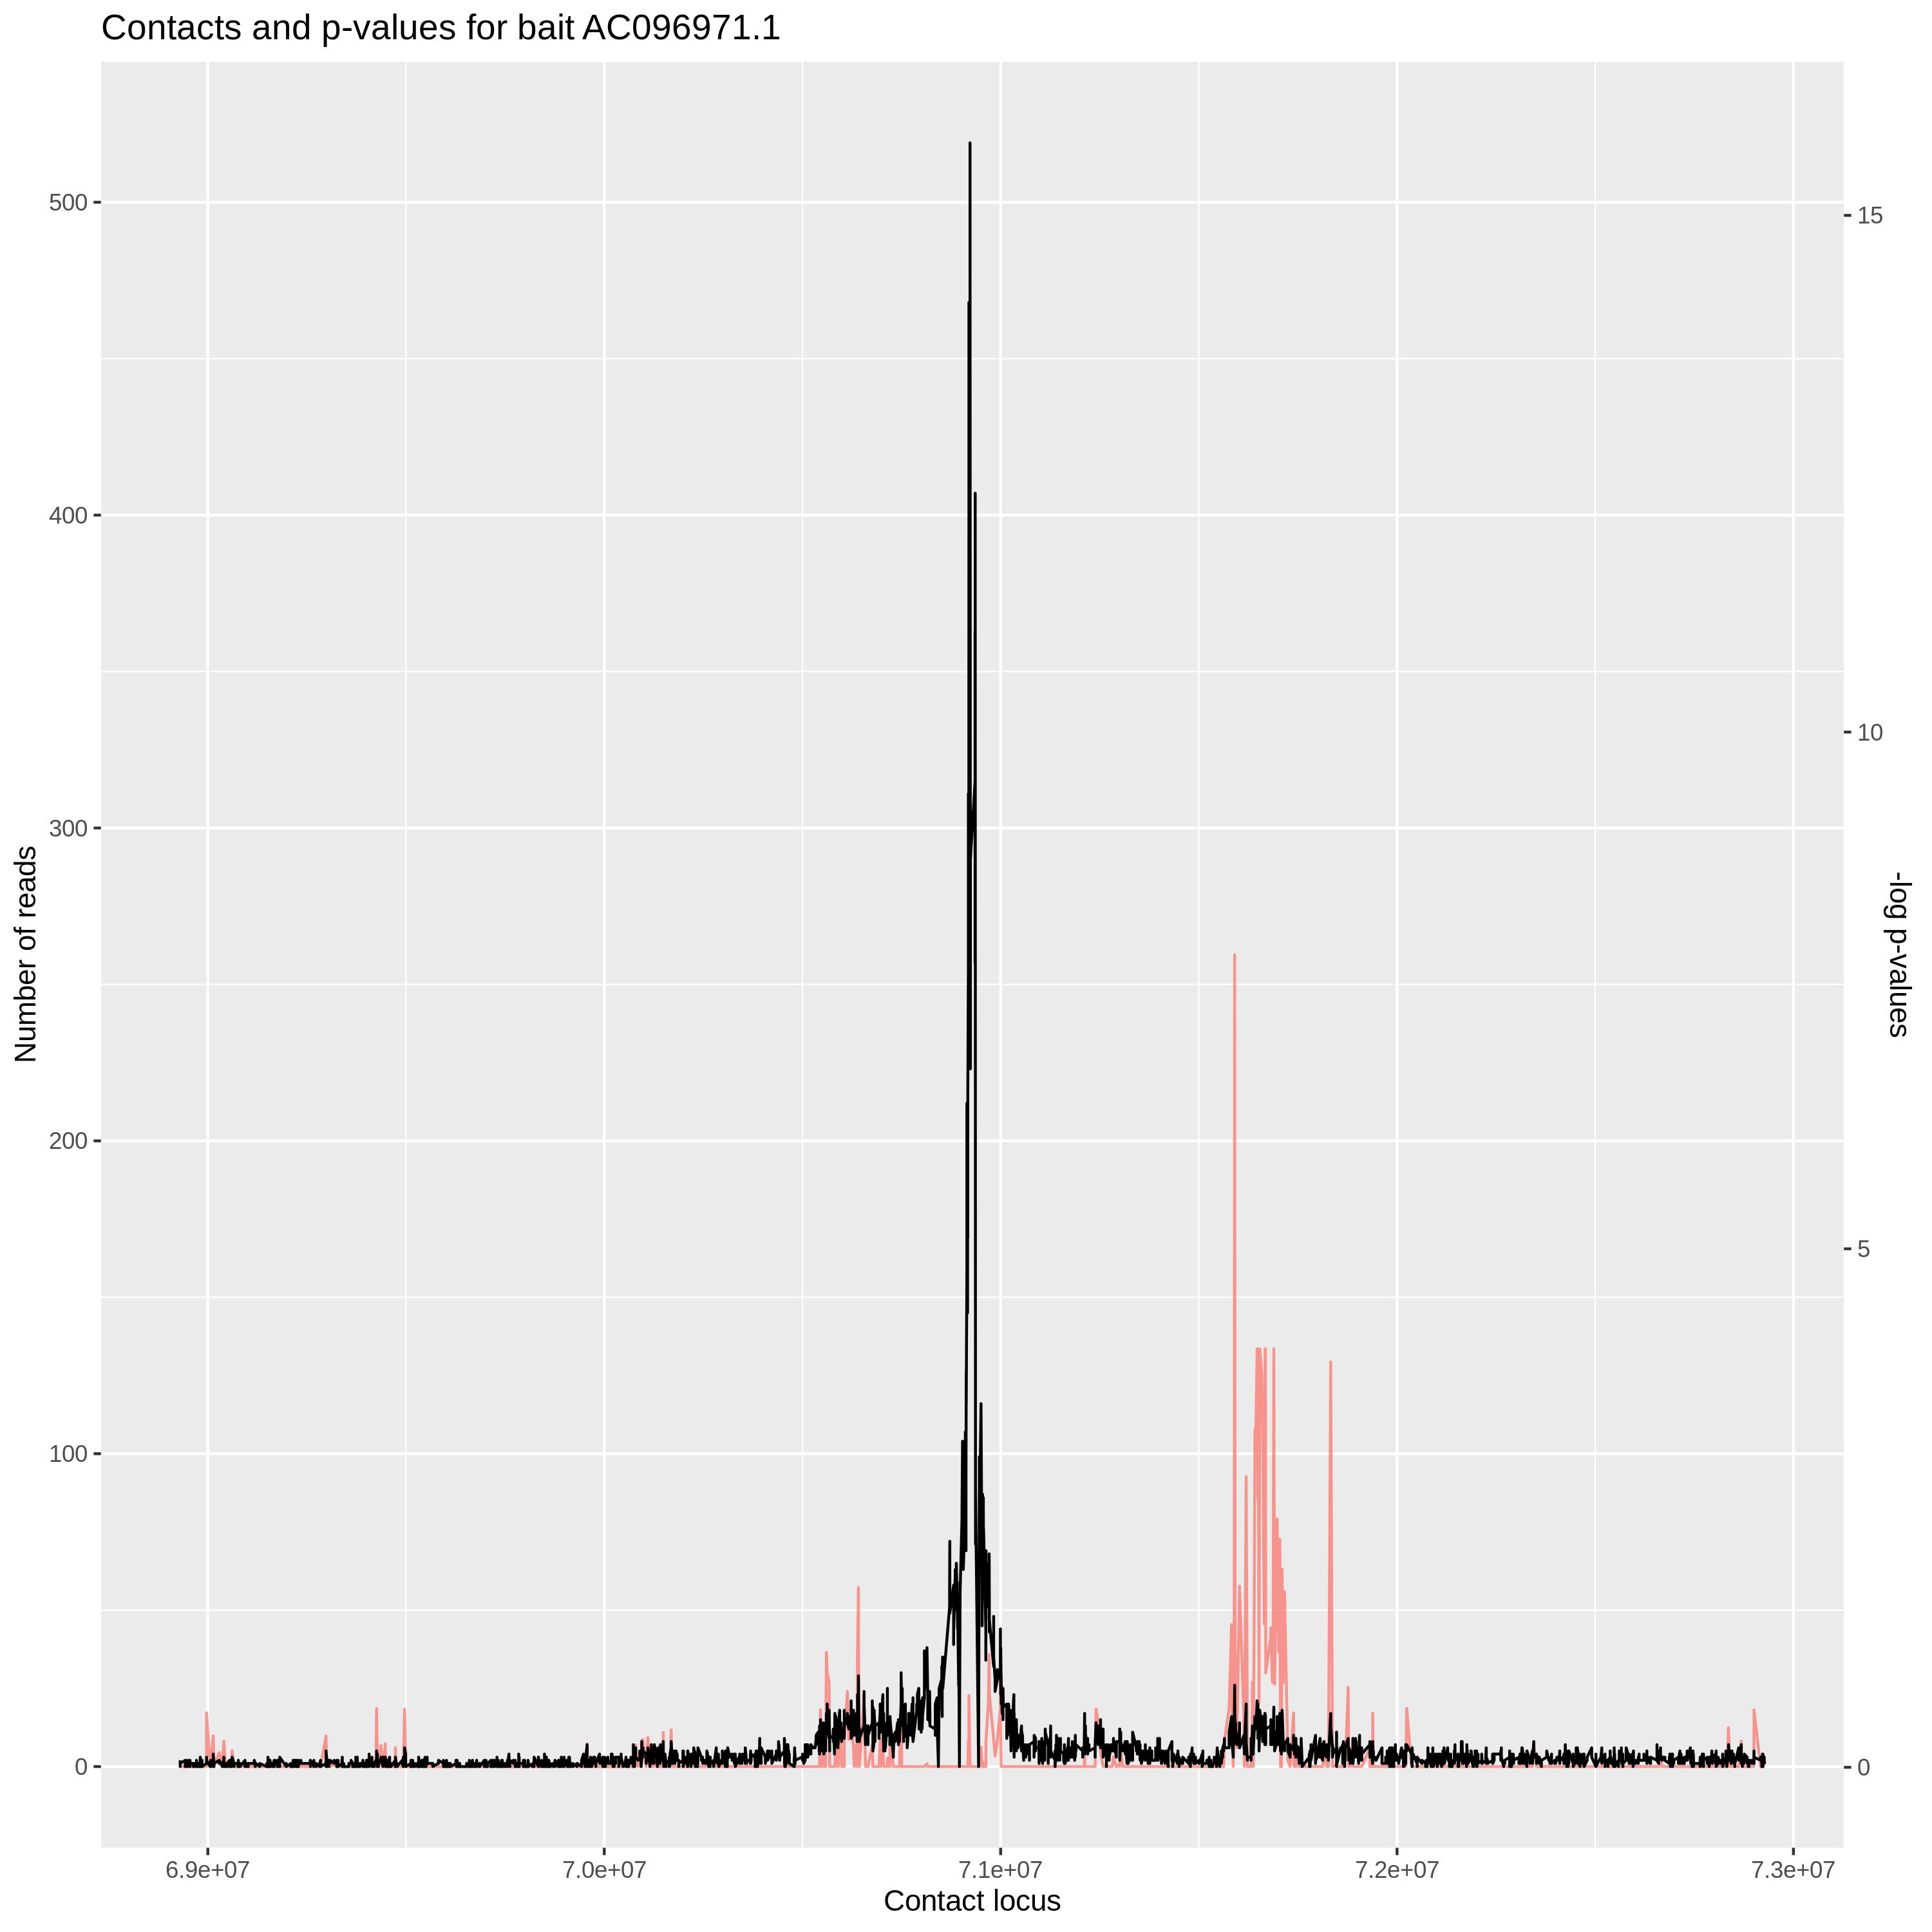 Contacts and p-values for bait AC096971.1
500
400
300
200
100
0
Number of reads
15
10
5
0
-log p-values
6.9e+07
7.0e+07
7.1e+07
7.2e+07
7.3e+07
Contact locus